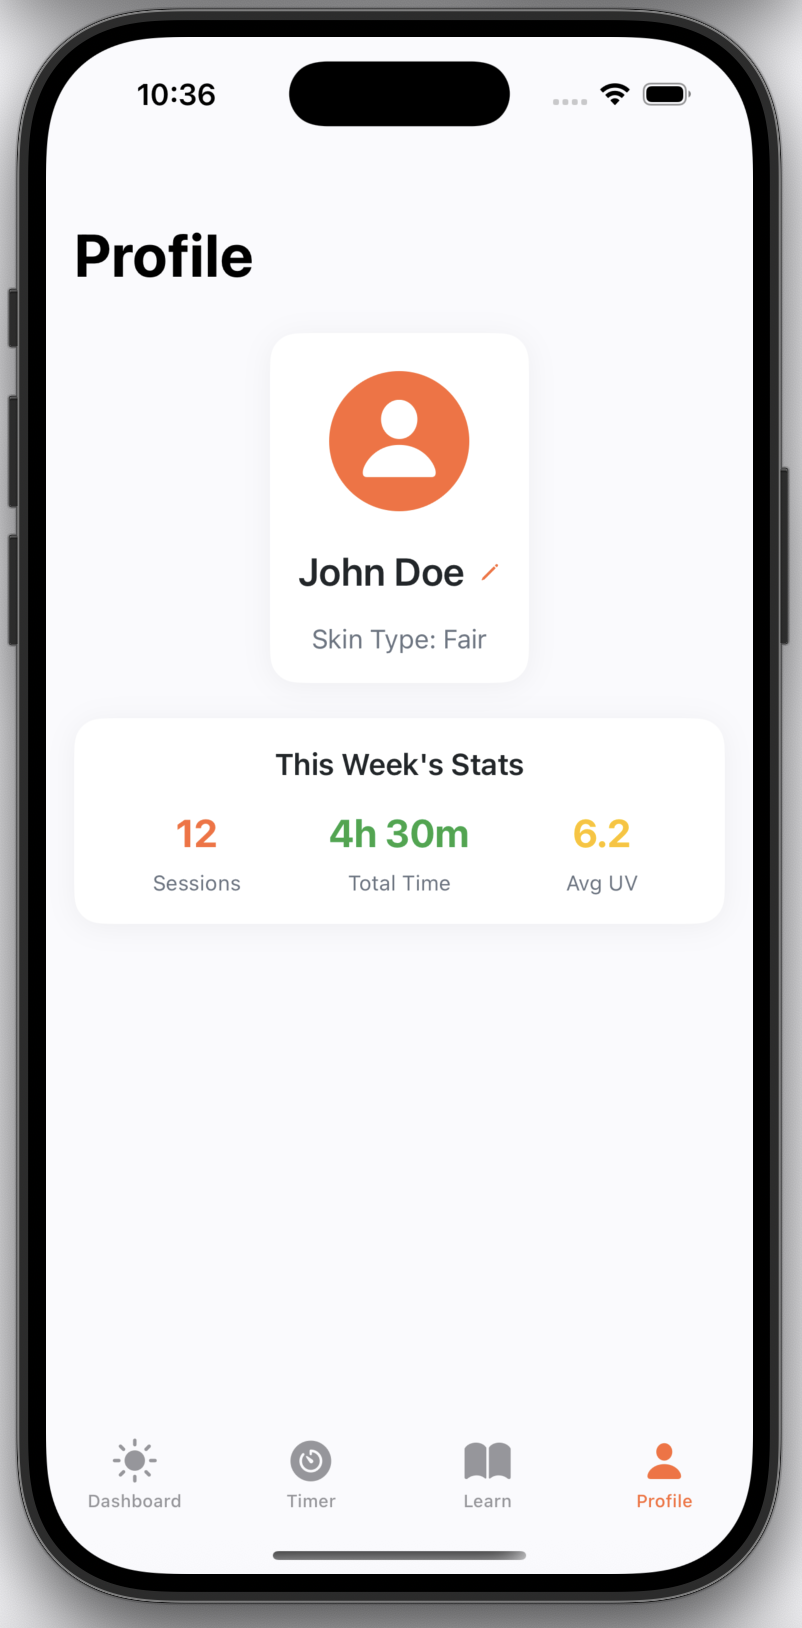 10:36
Profile
John Doe
Skin Type: Fair
This Week's Stats
12 4h 30m 6.2
Sessions Total Time Avg UV
Dashboard Timer Learn Profile